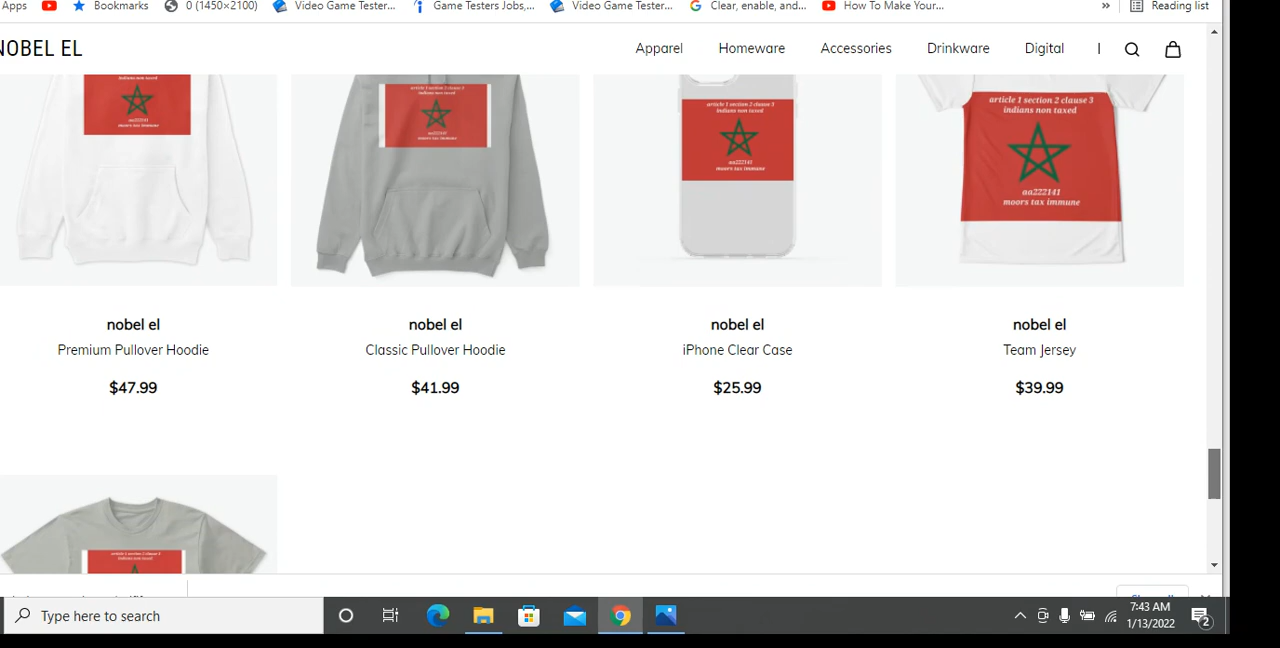 Apps Bookmarks 0 (1450×2100) Video Game Tester... Game Testers Jobs,... Video Game Tester... Clear, enable, and... How To Make Your... » Reading list
NOBEL EL Apparel Homeware Accessories Drinkware Digital
indians non taxed
aa222141
moors tax immune
article 1 section 2 clause 3
indians non taxed
aa222141
moors tax immune
article 1 section 2 clause 3
indians non taxed
aa222141
moors tax immune
article 1 section 2 clause 3
indians non taxed
aa222141
moors tax immune
nobel el nobel el nobel el nobel el
Premium Pullover Hoodie Classic Pullover Hoodie iPhone Clear Case Team Jersey
$47.99 $41.99 $25.99 $39.99
article 1 section 2 clause 3
indians non taxed
Type here to search
7:43 AM
1/13/2022
2